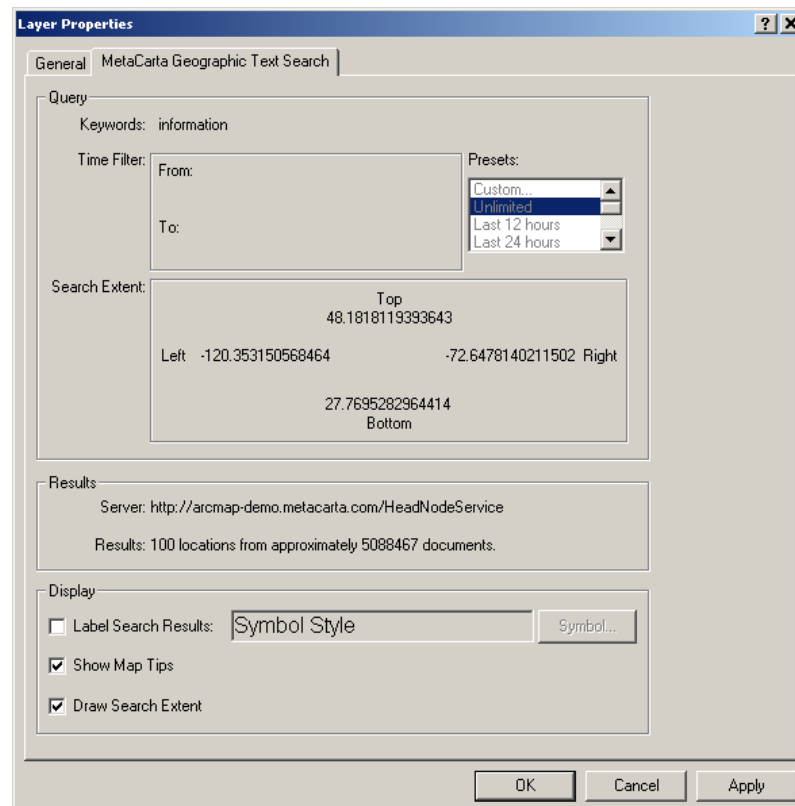 Layer Properties
General MetaCarta Geographic Text Search
Query
Keywords: information
Time Filter:
From:
To:
Presets:
Custom...
Unlimited
Last 12 hours
Last 24 hours
Search Extent:
Top
48.1818119393643
Left -120.353150568464 -72.6478140211502 Right
27.7695282964414
Bottom
Results
Server: http://arcmap-demo.metacarta.com/HeadNodeService
Results: 100 locations from approximately 5088467 documents.
Display
Label Search Results: Symbol Style Symbol...
Show Map Tips
Draw Search Extent
OK Cancel Apply